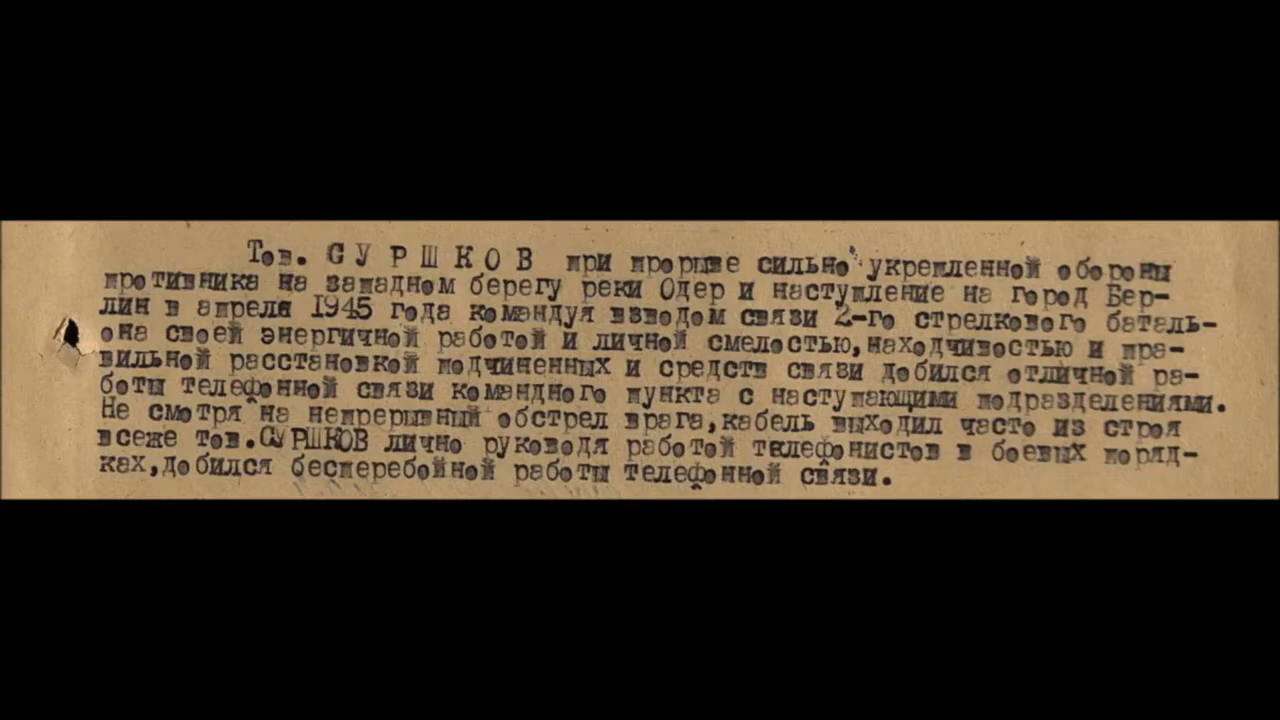 Тов. С У Р Ш К О В при прорыве сильно укрепленной обороны
противника на западном берегу реки Одер и наступление на город Бер-
лин в апреле 1945 года командуя взводом связи 2-го стрелкового баталь-
она своей энергичной работой и личной смелостью, находчивостью и пра-
вильной расстановкой подчиненных и средств связи добился отличной ра-
боты телефонной связи командного пункта с наступающими подразделениями.
Не смотря на непрерывный обстрел врага, кабель выходил часто из строя
всеже тов. СУРШКОВ лично руководя работой телефонистов в боевых поряд-
ках, добился бесперебойной работы телефонной связи.